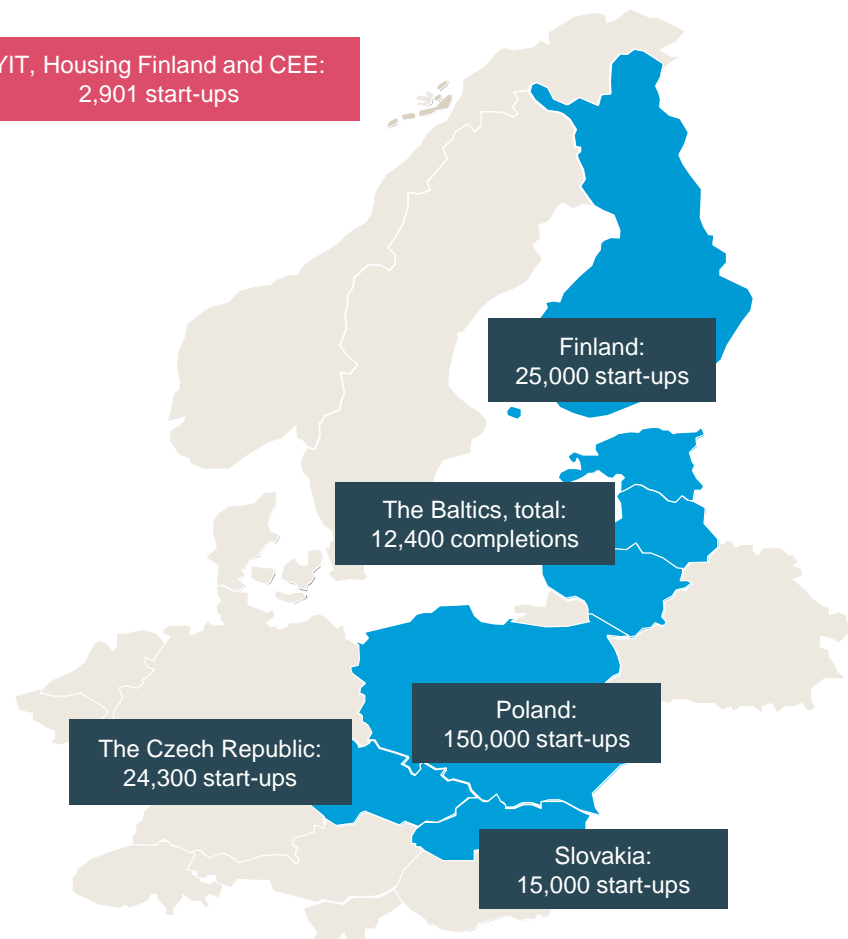 YIT, Housing Finland and CEE:
2,901 start-ups
Finland:
25,000 start-ups
The Baltics, total:
12,400 completions
Poland:
150,000 start-ups
The Czech Republic:
24,300 start-ups
Slovakia:
15,000 start-ups